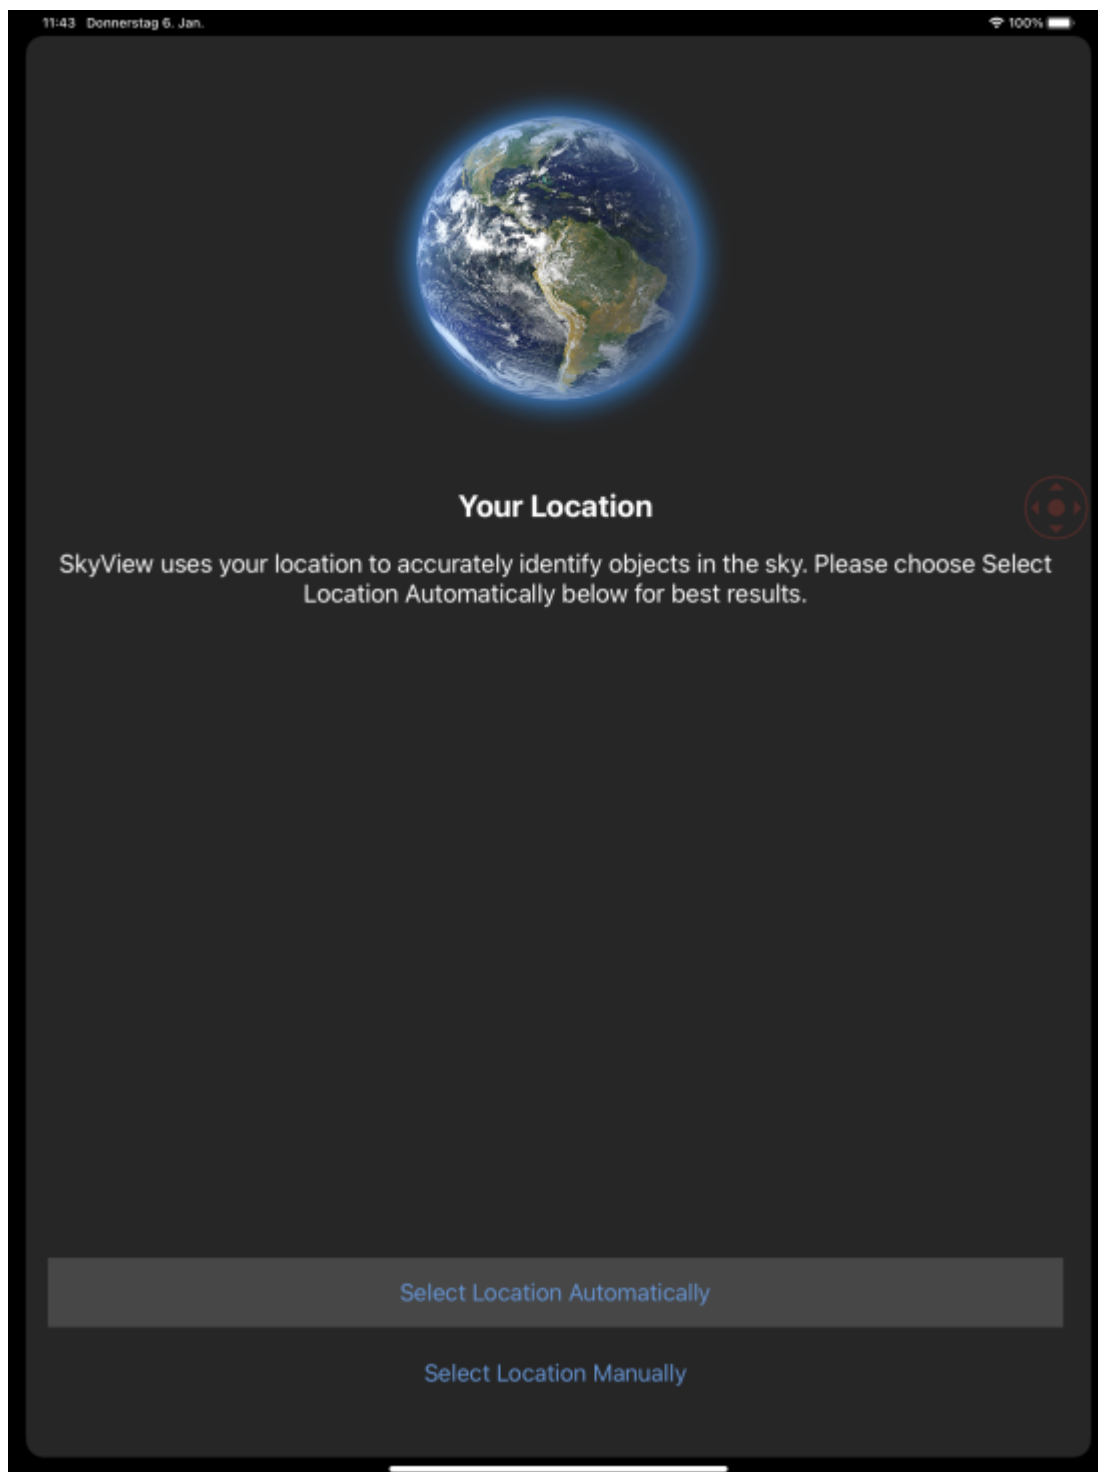 11:43 Donnerstag 6. Jan.
100%
Your Location
SkyView uses your location to accurately identify objects in the sky. Please choose Select
Location Automatically below for best results.
Select Location Automatically
Select Location Manually